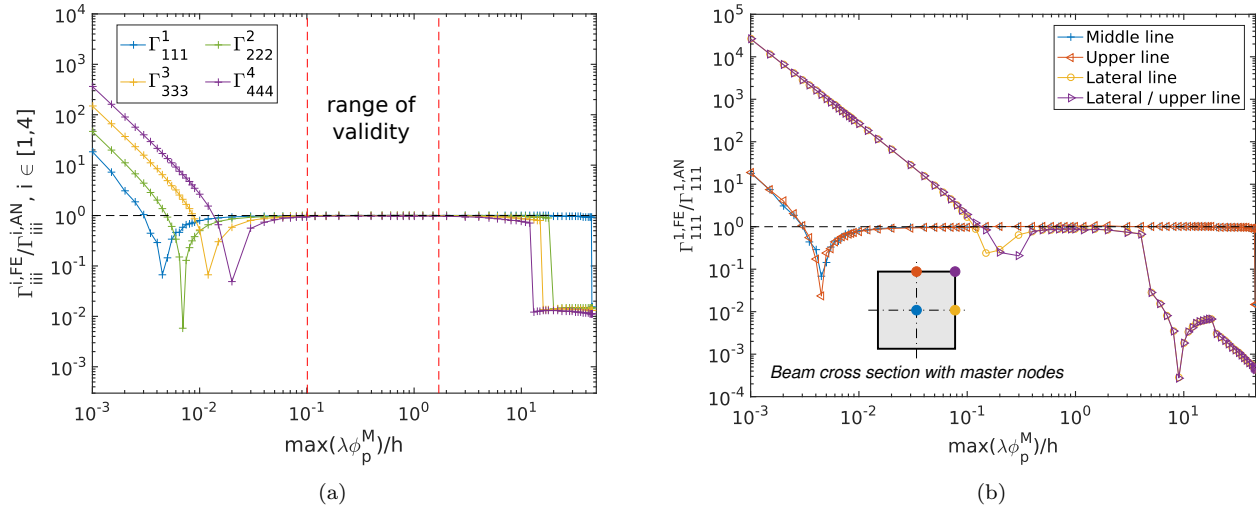 10^4
10^3
10^2
10^1
10^0
10^-1
10^-2
10^-3
Γ^i,FE_iii/Γ^i,AN_iii , i ∈ [1,4]
Γ^1_111 Γ^2_222
Γ^3_333 Γ^4_444
range of
validity
10^-3 10^-2 10^-1 10^0 10^1
max(λϕ^M_p)/h
(a)
10^5
10^4
10^3
10^2
10^1
10^0
10^-1
10^-2
10^-3
10^-4
Γ^1,FE_111/Γ^1,AN_111
Middle line
Upper line
Lateral line
Lateral / upper line
Beam cross section with master nodes
10^-3 10^-2 10^-1 10^0 10^1
max(λϕ^M_p)/h
(b)